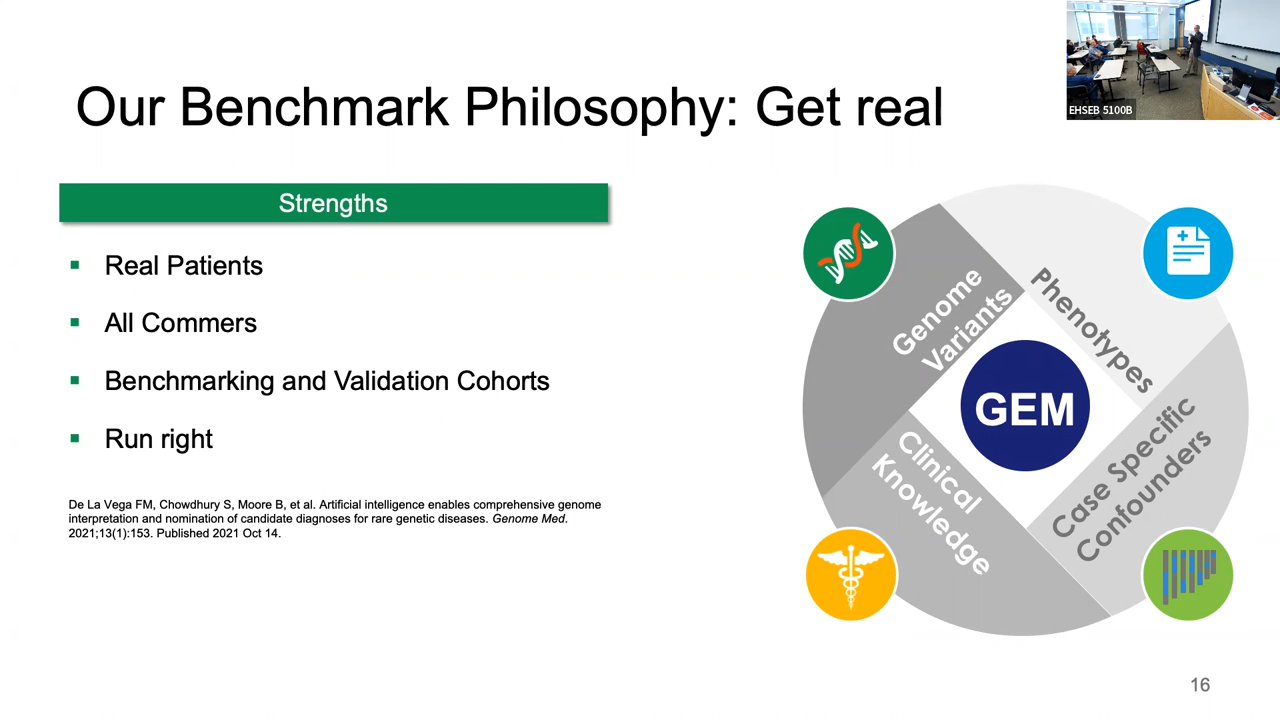 EHSEB 5100B
Our Benchmark Philosophy: Get real
Strengths
Real Patients
All Commers
Benchmarking and Validation Cohorts
Run right
De La Vega FM, Chowdhury S, Moore B, et al. Artificial intelligence enables comprehensive genome
interpretation and nomination of candidate diagnoses for rare genetic diseases. Genome Med.
2021;13(1):153. Published 2021 Oct 14.
Genome
Variants
Phenotypes
GEM
Clinical
Knowledge
Case Specific
Confounders
16